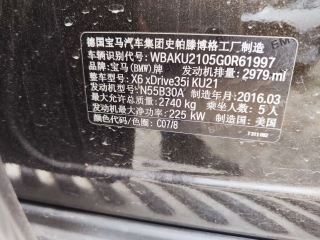 德国宝马汽车集团史帕滕博格工厂制造
车辆识别代号: WBAKU2105G0R61997
品牌: 宝马(BMW)牌 发动机排量: 2979 ml
整车型号: X6 xDrive35i KU21
发动机型号: N55B30A 制造年月: 2016.03
最大允许总质量: 2740 kg 乘坐人数: 5 人
发动机最大净功率: 225 kW 制造国: 美国
颜色代码/色圈: C07/8